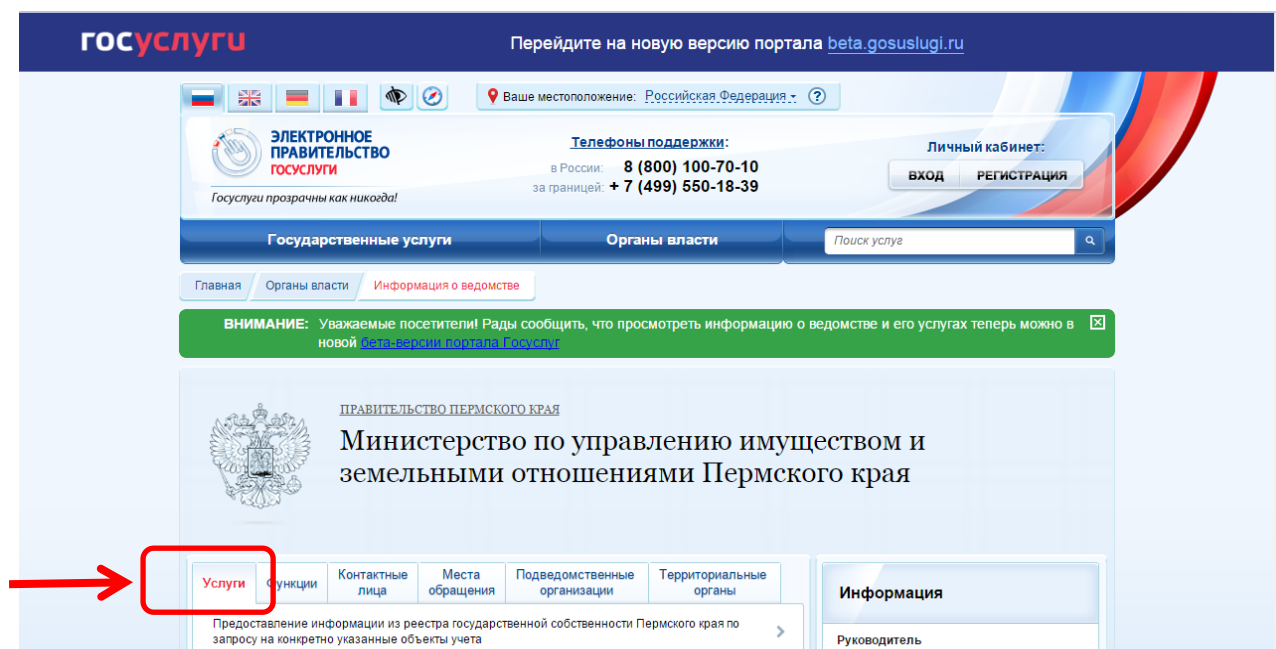 госуслуги
Перейдите на новую версию портала beta.gosuslugi.ru
Ваше местоположение: Российская Федерация ?
ЭЛЕКТРОННОЕ
ПРАВИТЕЛЬСТВО
ГОСУСЛУГИ
Госуслуги прозрачны как никогда!
Телефоны поддержки:
в России: 8 (800) 100-70-10
за границей: + 7 (499) 550-18-39
Личный кабинет:
ВХОД РЕГИСТРАЦИЯ
Государственные услуги Органы власти Поиск услуг
Главная Органы власти Информация о ведомстве
ВНИМАНИЕ: Уважаемые посетители! Рады сообщить, что просмотреть информацию о ведомстве и его услугах теперь можно в
новой бета-версии портала Госуслуг
ПРАВИТЕЛЬСТВО ПЕРМСКОГО КРАЯ
Министерство по управлению имуществом и
земельными отношениями Пермского края
Услуги
Функции
Контактные
лица
Места
обращения
Подведомственные
организации
Территориальные
органы
Предоставление информации из реестра государственной собственности Пермского края по
запросу на конкретно указанные объекты учета
Информация
Руководитель